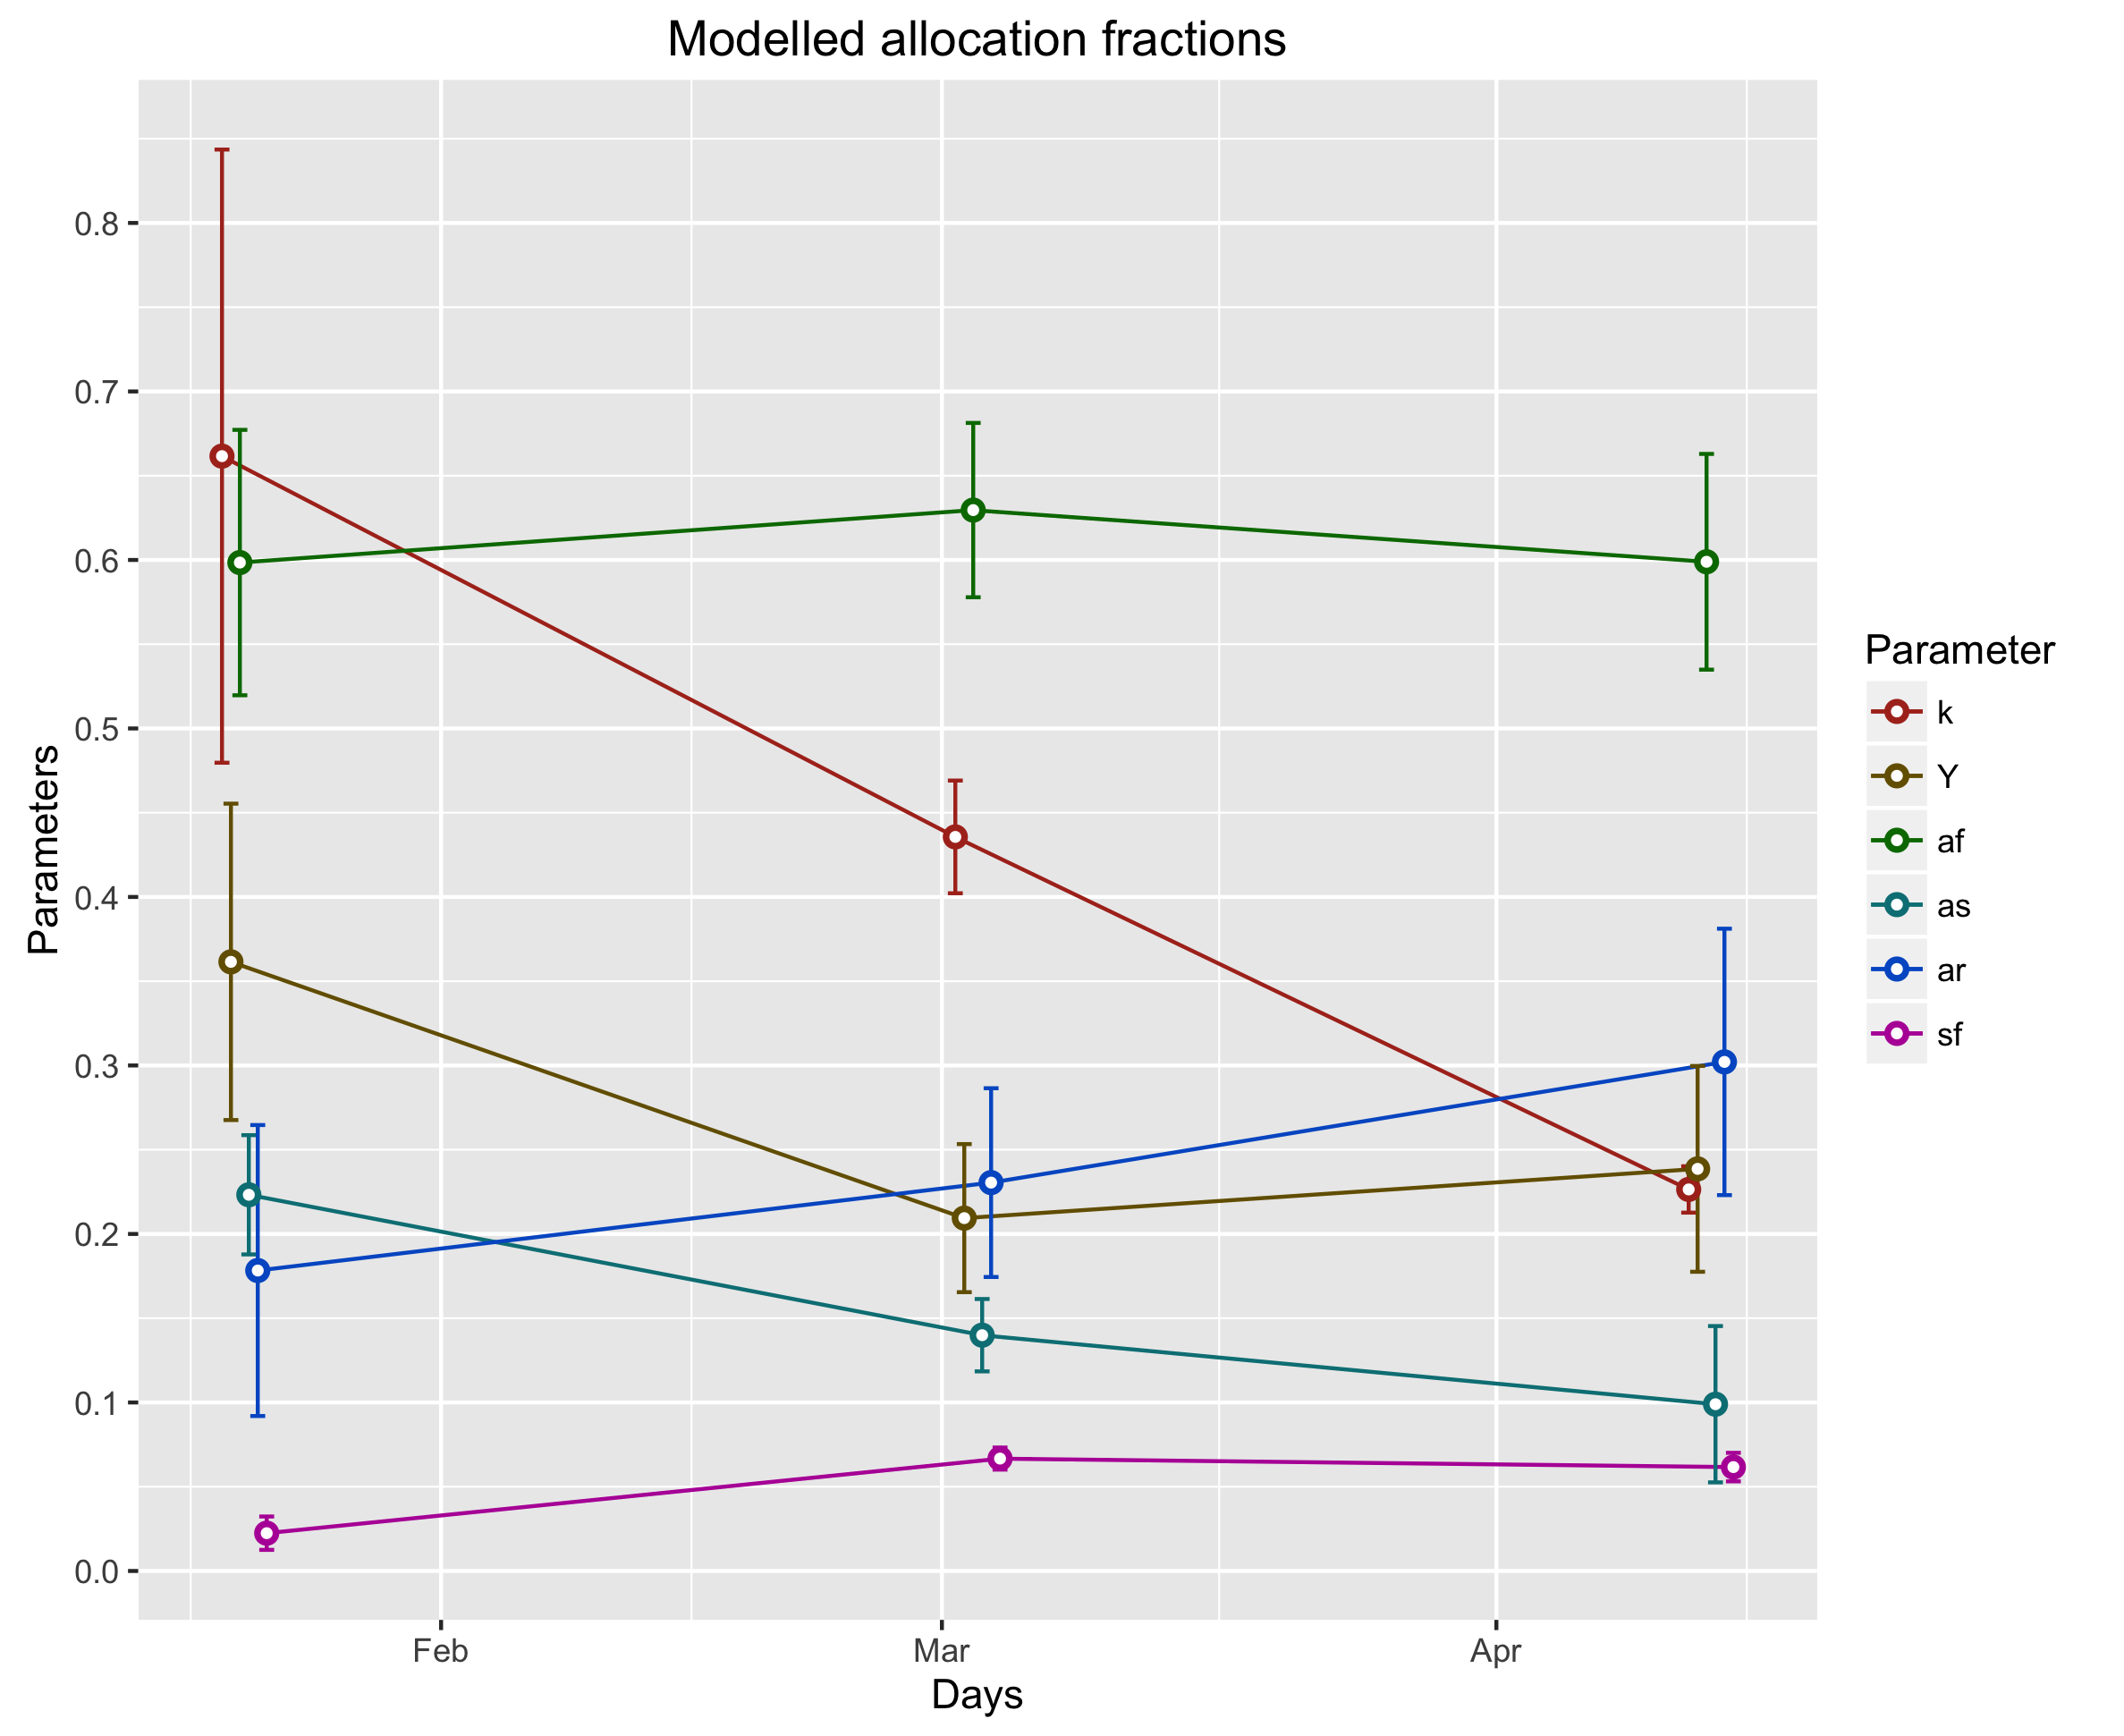 Modelled allocation fractions
Parameters
0.8
0.7
0.6
0.5
0.4
0.3
0.2
0.1
0.0
Feb
Mar
Apr
Days
Parameter
k
Y
af
as
ar
sf